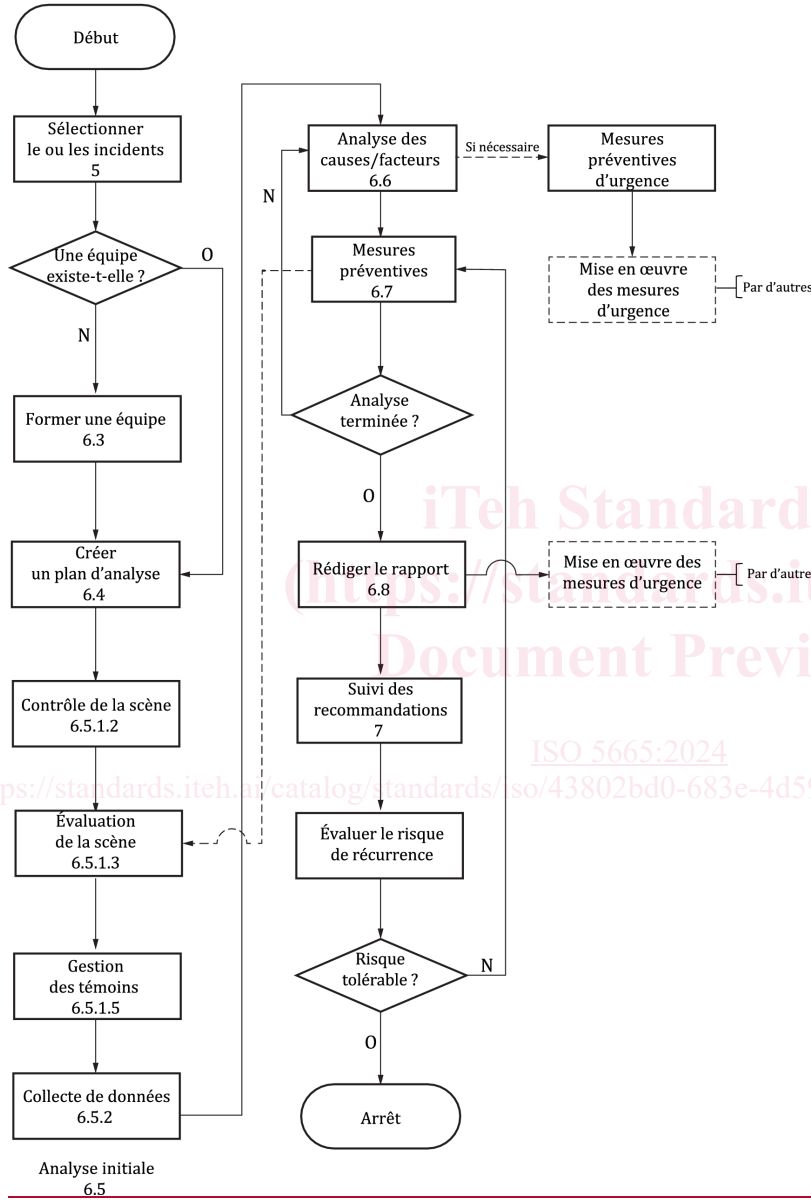 Début
Sélectionner
le ou les incidents
5
Une équipe
existe-t-elle ?
O
N
Former une équipe
6.3
Créer
un plan d'analyse
6.4
Contrôle de la scène
6.5.1.2
Évaluation
de la scène
6.5.1.3
Gestion
des témoins
6.5.1.5
Collecte de données
6.5.2
Analyse initiale
6.5
Analyse des
causes/facteurs
6.6
Si nécessaire
Mesures
préventives
d'urgence
N
Mesures
préventives
6.7
Mise en œuvre
des mesures
d'urgence
Par d'autres
Analyse
terminée ?
O
Rédiger le rapport
6.8
Mise en œuvre des
mesures d'urgence
Par d'autre
Suivi des
recommandations
7
Évaluer le risque
de récurrence
Risque
tolérable ?
N
O
Arrêt
iTeh Standard
(https://standards.it
Document Previ
ISO 5665:2024
ps://standards.iteh.ai/catalog/standards/iso/43802bd0-683e-4d59